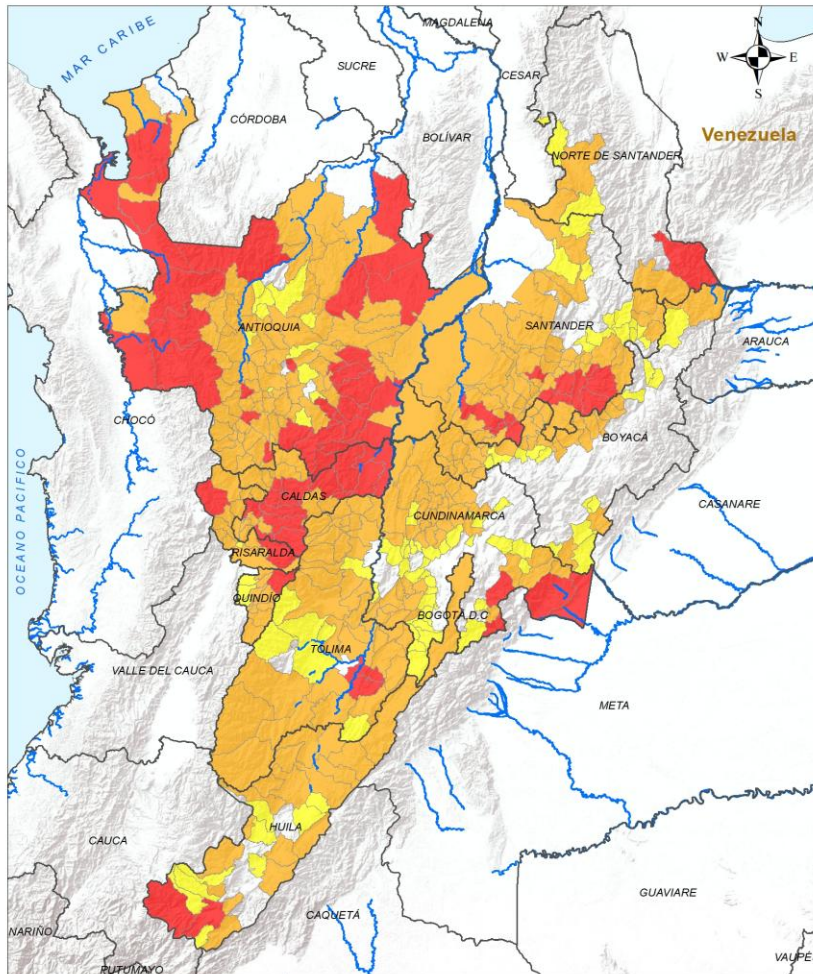 MAGDALENA
N
MAR CARIBE
SUCRE
CESAR
W
E
S
CÓRDOBA
BOLÍVAR
Venezuela
NORTE DE SANTANDER
ANTIOQUIA
SANTANDER
ARAUCA
CHOCÓ
BOYACÁ
OCEANO PACIFICO
CALDAS
CUNDINAMARCA
CASANARE
RISARALDA
QUINDÍO
BOGOTÁ D.C
TOLIMA
VALLE DEL CAUCA
META
HUILA
CAUCA
GUAVIARE
CAQUETÁ
NARIÑO
PUTUMAYO
VAUPÉ